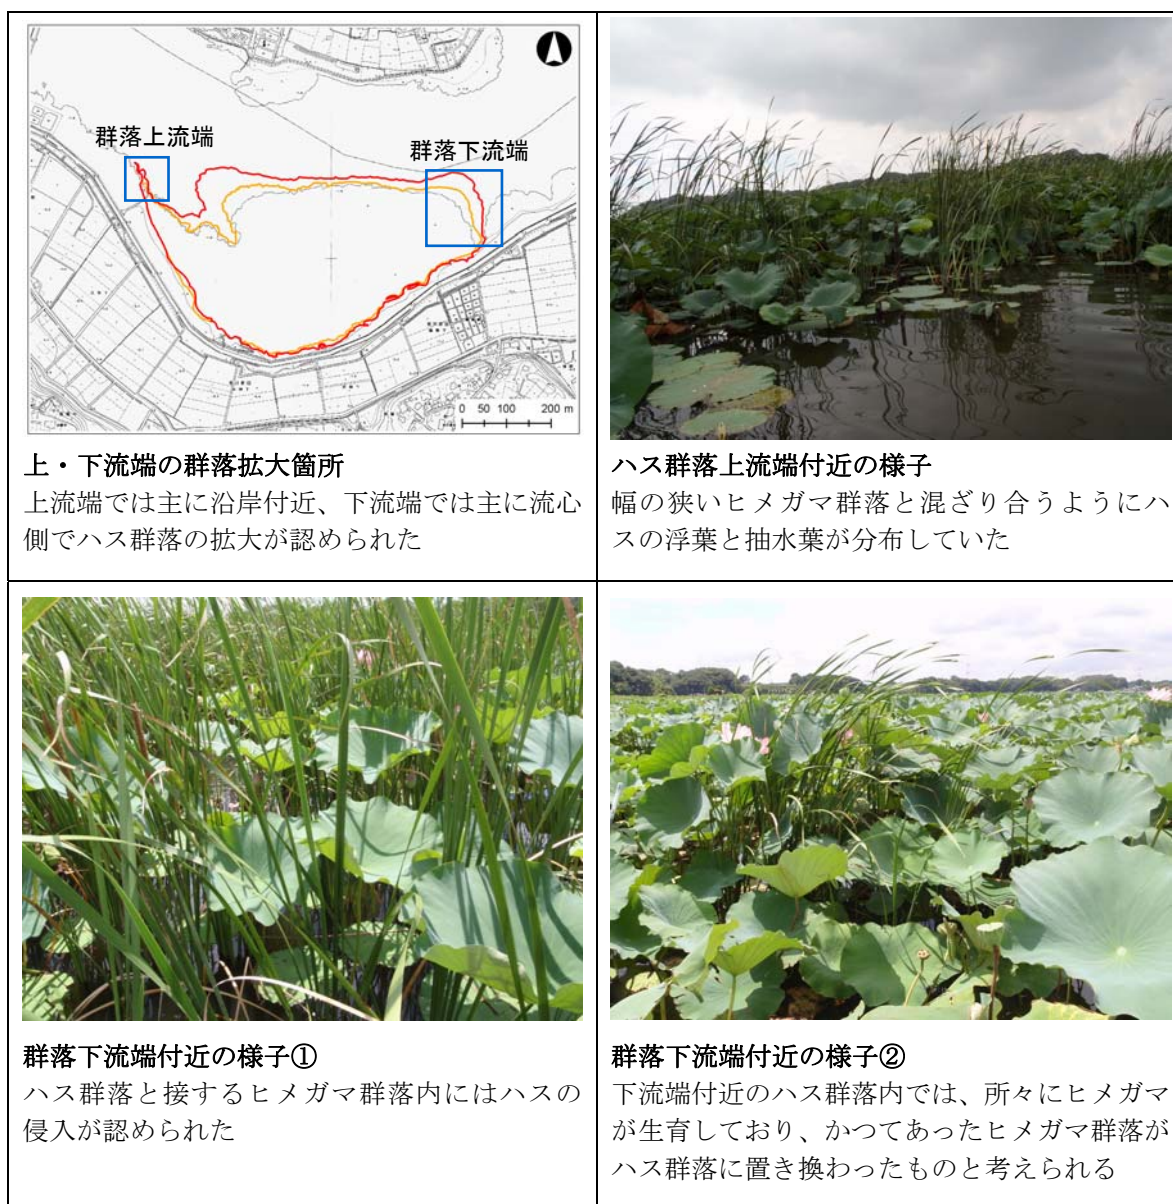 群落上流端
群落下流端
0 50 100 200 m
上・下流端の群落拡大箇所
上流端では主に沿岸付近、下流端では主に流心
側でハス群落の拡大が認められた
ハス群落上流端付近の様子
幅の狭いヒメガマ群落と混ざり合うようにハ
スの浮葉と抽水葉が分布していた
群落下流端付近の様子①
ハス群落と接するヒメガマ群落内にはハスの
侵入が認められた
群落下流端付近の様子②
下流端付近のハス群落内では、所々にヒメガマ
が生育しており、かつてあったヒメガマ群落が
ハス群落に置き換わったものと考えられる